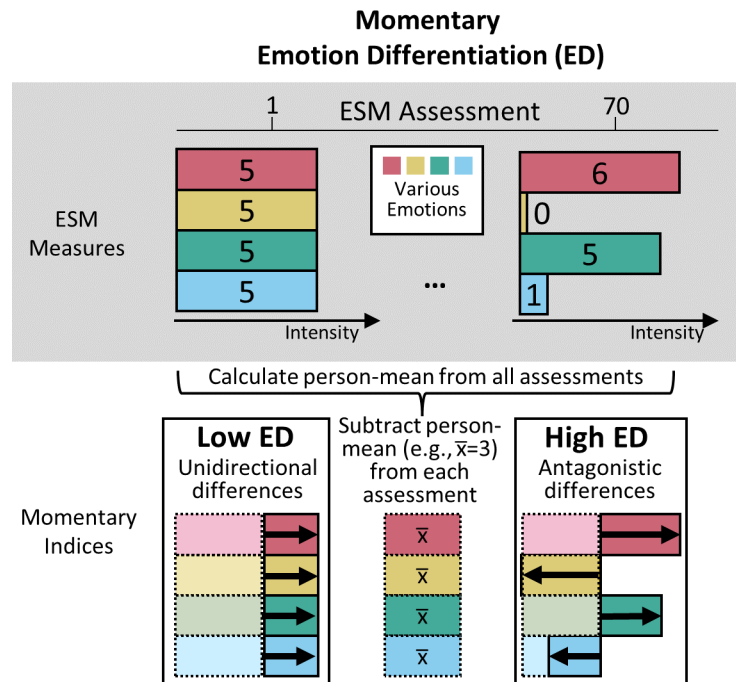 Momentary
Emotion Differentiation (ED)
1 ESM Assessment 70
5
5
5
5
Various
Emotions
...
6
0
5
1
ESM
Measures
Intensity
Intensity
Calculate person-mean from all assessments
Low ED
Unidirectional
differences
Subtract person-
mean (e.g., x̅=3)
from each
assessment
High ED
Antagonistic
differences
Momentary
Indices
x̅
x̅
x̅
x̅